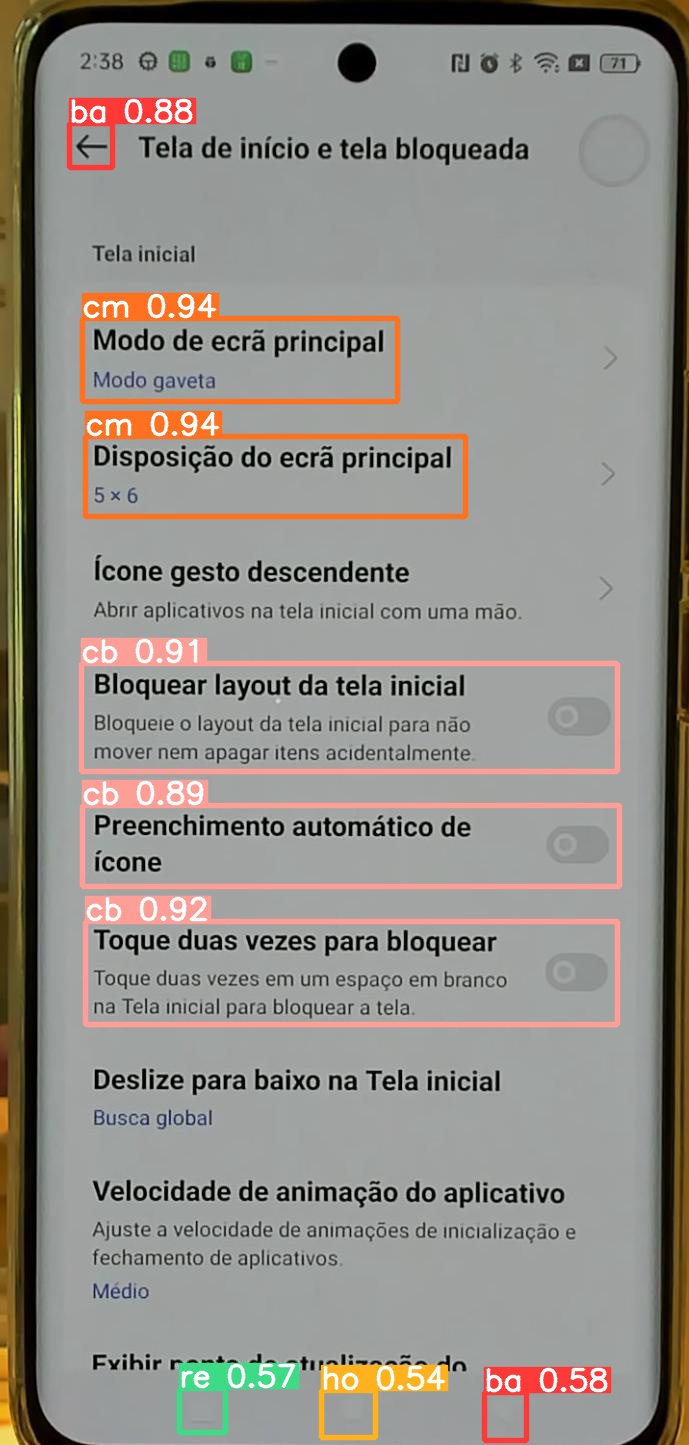 2:38
71
ba 0.88
Tela de início e tela bloqueada
Tela inicial
cm 0.94
Modo de ecrã principal
Modo gaveta
cm 0.94
Disposição do ecrã principal
5 × 6
Ícone gesto descendente
Abrir aplicativos na tela inicial com uma mão.
cb 0.91
Bloquear layout da tela inicial
Bloqueie o layout da tela inicial para não
mover nem apagar itens acidentalmente.
cb 0.89
Preenchimento automático de
ícone
cb 0.92
Toque duas vezes para bloquear
Toque duas vezes em um espaço em branco
na Tela inicial para bloquear a tela.
Deslize para baixo na Tela inicial
Busca global
Velocidade de animação do aplicativo
Ajuste a velocidade de animações de inicialização e
fechamento de aplicativos.
Médio
Exibir ponto de atualização do
re 0.57
ho 0.54
ba 0.58